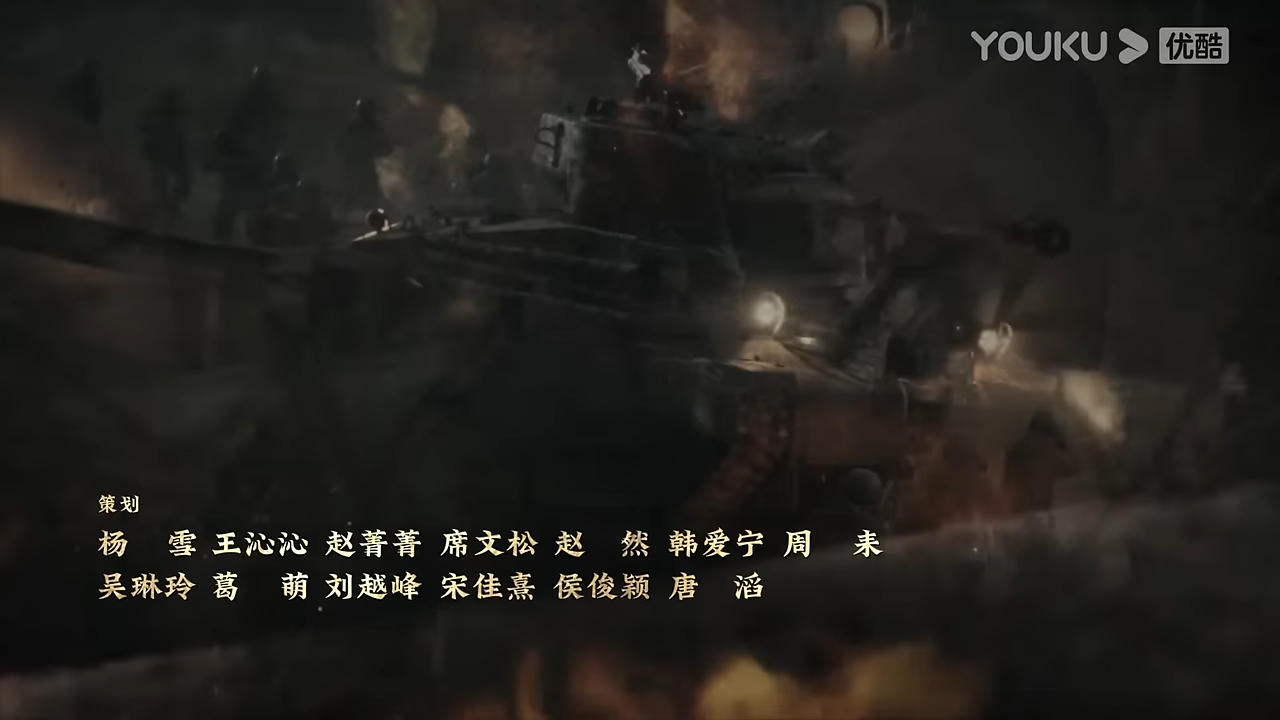 YOUKU 优酷
策划
杨 雪 王沁沁 赵菁菁 席文松 赵 然 韩爱宁 周 耒
吴琳玲 葛 萌 刘越峰 宋佳熹 侯俊颖 唐 滔